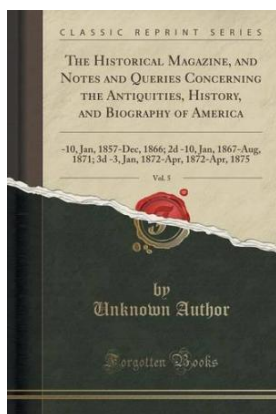 CLASSIC REPRINT SERIES
THE HISTORICAL MAGAZINE, AND
NOTES AND QUERIES CONCERNING
THE ANTIQUITIES, HISTORY,
AND BIOGRAPHY OF AMERICA
-10, Jan, 1857-Dec, 1866; 2d -10, Jan, 1867-Aug,
1871; 3d -3, Jan, 1872-Apr, 1872-Apr, 1875
Vol. 5
by
Unknown Author
Forgotten Books